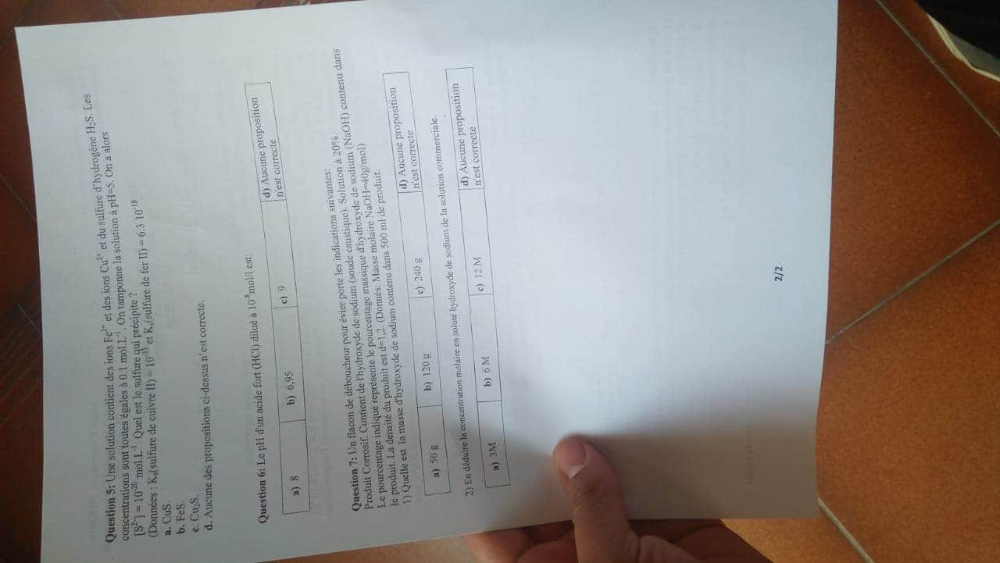 Question 5: Une solution contient des ions Fe²⁺ et des ions Cu²⁺ et du sulfure d'hydrogène H₂S. Les
concentrations sont toutes égales à 0.1 mol.L⁻¹. On tamponne la solution à pH=5. On a alors
[S²⁻] = 10⁻²⁰ mol.L⁻¹. Quel est le sulfure qui précipite ?
(Données : Kₛ(sulfure de cuivre II) = 10⁻³⁵ et Kₛ(sulfure de fer II) = 6,3 10⁻¹⁸.
a. CuS.
b. FeS.
c. Cu₂S.
d. Aucune des propositions ci-dessus n'est correcte.
Question 6: Le pH d'un acide fort (HCl) dilué à 10⁻⁸mol/l est:
a) 8 b) 6,95 c) 9 d) Aucune proposition
n'est correcte
Question 7: Un flacon de déboucheur pour évier porte les indications suivantes:
Produit Corrosif. Contient de l'hydroxyde de sodium (soude caustique). Solution à 20%.
Le pourcentage indiqué représente le pourcentage massique d'hydroxyde de sodium (NaOH) contenu dans
le produit. La densité du produit est d=1,2. (Donnés: Masse molaire NaOH=40g/mol)
1) Quelle est la masse d'hydroxyde de sodium contenu dans 500 ml de produit.
a) 50 g b) 120 g c) 240 g d) Aucune proposition
n'est correcte
2) En déduire la concentration molaire en soluté hydroxyde de sodium de la solution commerciale.
a) 3M b) 6 M c) 12 M d) Aucune proposition
n'est correcte
2/2